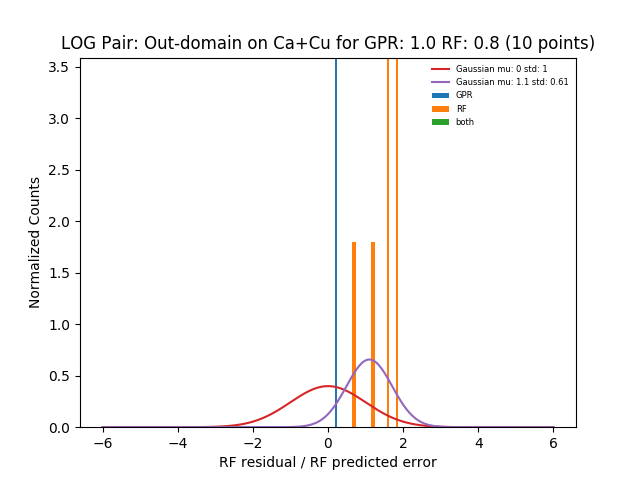 LOG Pair: Out-domain on Ca+Cu for GPR: 1.0 RF: 0.8 (10 points)
Gaussian mu: 0 std: 1
Gaussian mu: 1.1 std: 0.61
GPR
RF
both
Normalized Counts
3.5
3.0
2.5
2.0
1.5
1.0
0.5
0.0
−6 −4 −2 0 2 4 6
RF residual / RF predicted error